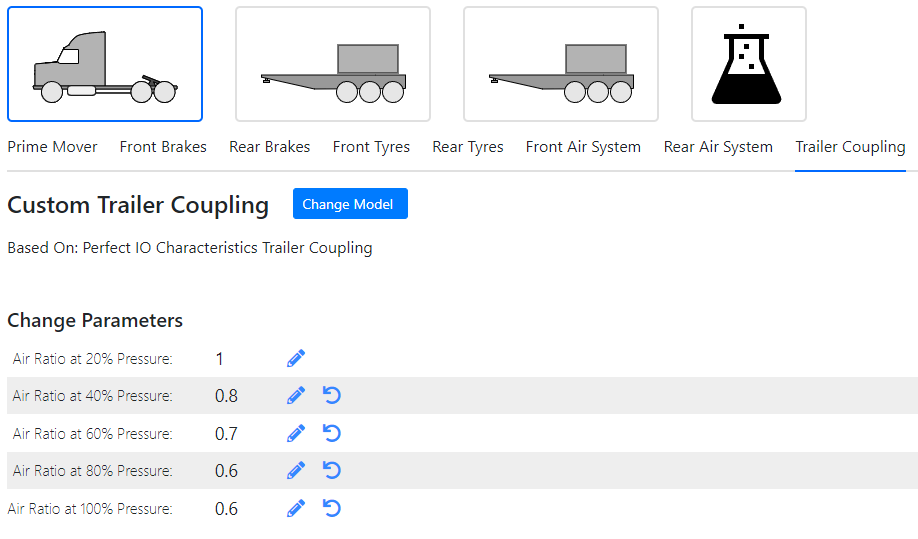 Prime Mover Front Brakes Rear Brakes Front Tyres Rear Tyres Front Air System Rear Air System Trailer Coupling
Custom Trailer Coupling Change Model
Based On: Perfect IO Characteristics Trailer Coupling
Change Parameters
Air Ratio at 20% Pressure: 1
Air Ratio at 40% Pressure: 0.8
Air Ratio at 60% Pressure: 0.7
Air Ratio at 80% Pressure: 0.6
Air Ratio at 100% Pressure: 0.6